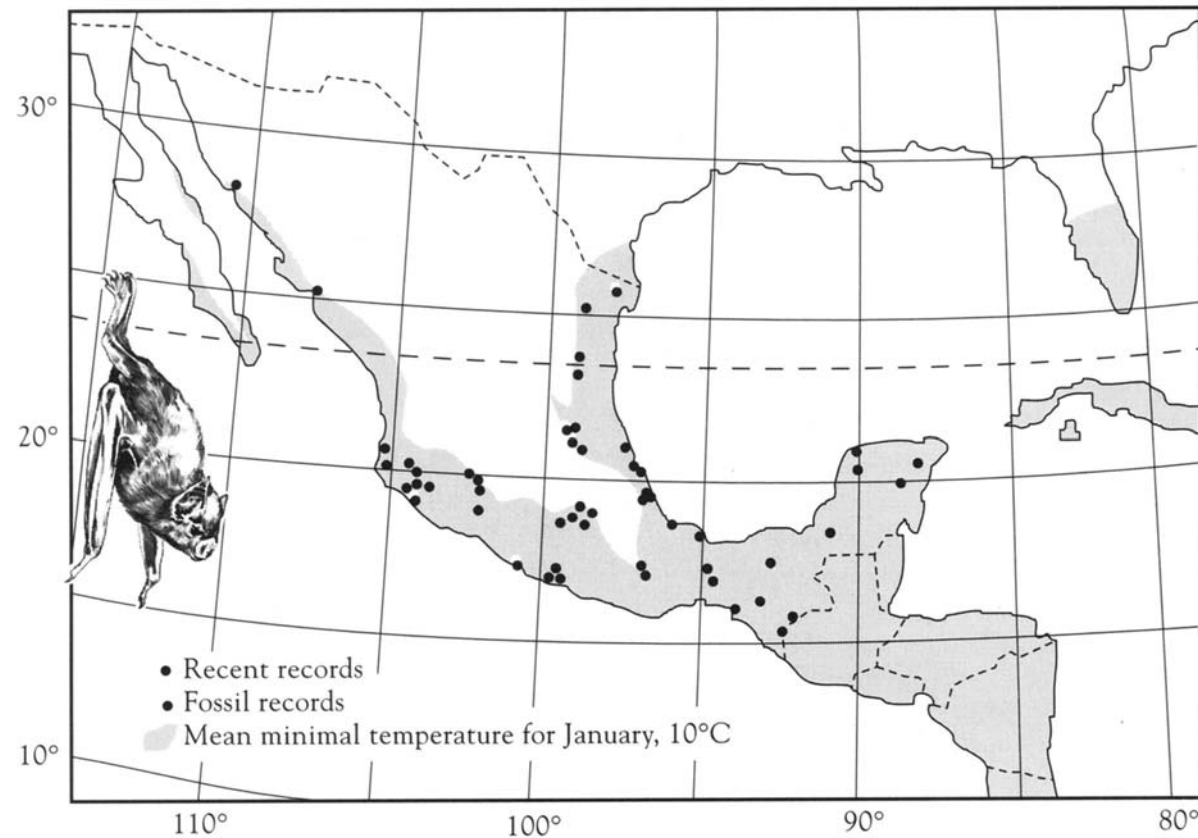 30°
20°
10°
● Recent records
● Fossil records
Mean minimal temperature for January, 10°C
110° 100° 90° 80°